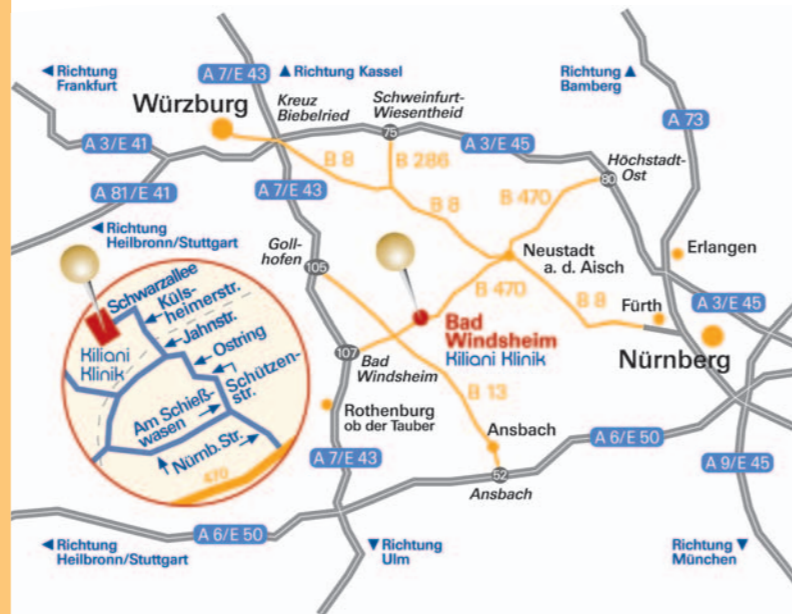 A 7/E 43
◄ Richtung
Frankfurt
▲ Richtung Kassel
Richtung ▲
Bamberg
Würzburg
Kreuz
Biebelried
Schweinfurt-
Wiesentheid
75
A 3/E 45
A 73
A 3/E 41
B 8
B 286
Höchstadt-
Ost
80
A 81/E 41
A 7/E 43
B 8
B 470
◄ Richtung
Heilbronn/Stuttgart
Goll-
hofen
105
Neustadt
a. d. Aisch
Erlangen
B 470
B 8
Fürth
A 3/E 45
Bad
Windsheim
Kiliani Klinik
Nürnberg
107
Bad
Windsheim
B 13
Rothenburg
ob der Tauber
Ansbach
A 6/E 50
A 7/E 43
52
Ansbach
A 9/E 45
A 6/E 50
◄ Richtung
Heilbronn/Stuttgart
▼ Richtung
Ulm
Richtung ▼
München
Schwarzallee
Küls-
heimerstr.
Jahnstr.
Ostring
Schützen-
str.
Kiliani
Klinik
Am Schieß-
wasen
Nürnb.Str.
470